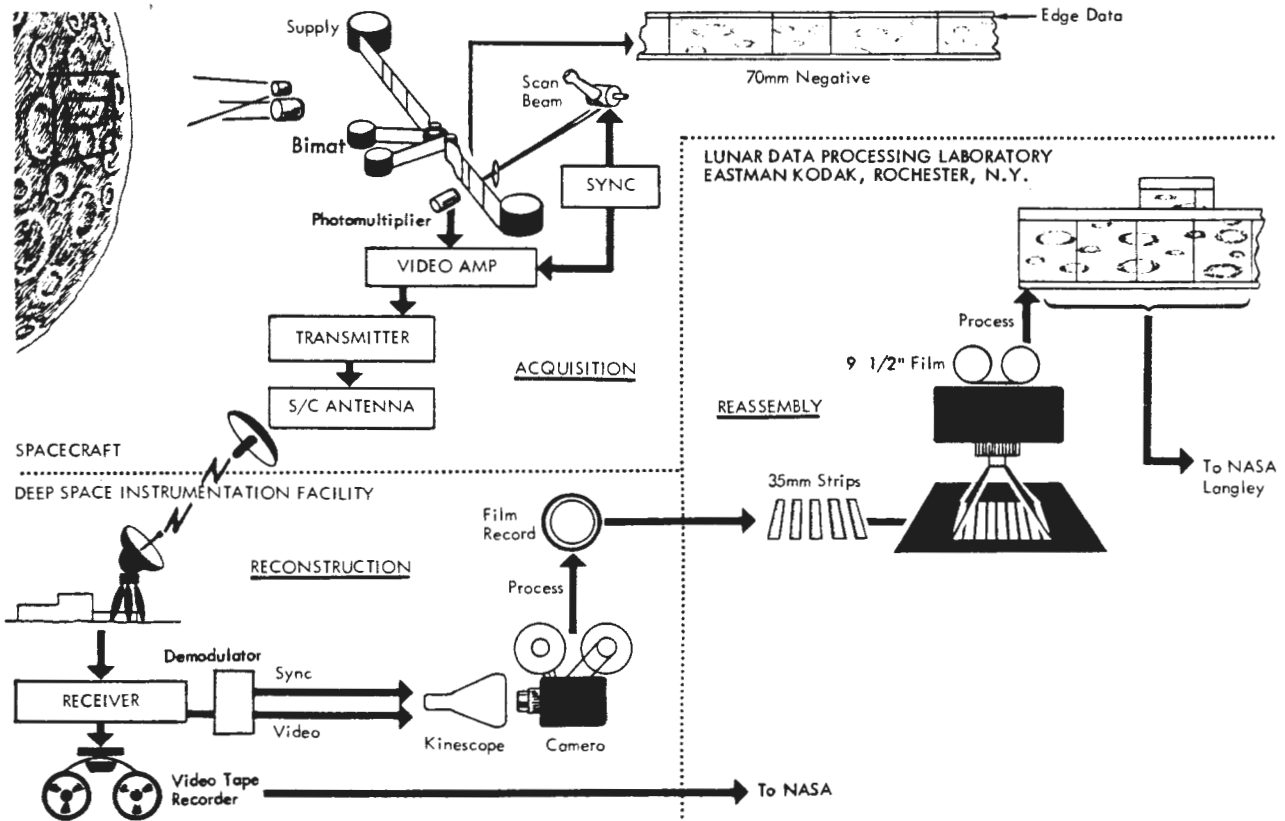 Supply
Bimat
Photomultiplier
Scan
Beam
Edge Data
70mm Negative
SYNC
VIDEO AMP
TRANSMITTER
S/C ANTENNA
ACQUISITION
SPACECRAFT
DEEP SPACE INSTRUMENTATION FACILITY
RECONSTRUCTION
RECEIVER
Demodulator
Sync
Video
Kinescope
Camero
Process
Film
Record
Video Tape
Recorder
To NASA
LUNAR DATA PROCESSING LABORATORY
EASTMAN KODAK, ROCHESTER, N.Y.
Process
9 1/2" Film
REASSEMBLY
35mm Strips
To NASA
Langley